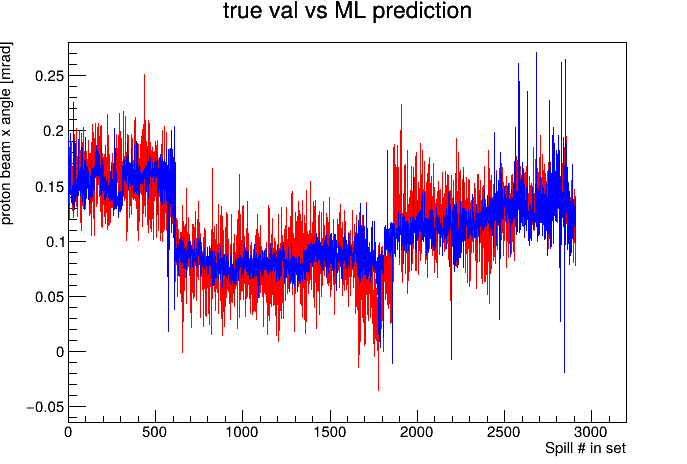 true val vs ML prediction
proton beam x angle [mrad]
0.25
0.2
0.15
0.1
0.05
0
−0.05
0 500 1000 1500 2000 2500 3000
Spill # in set